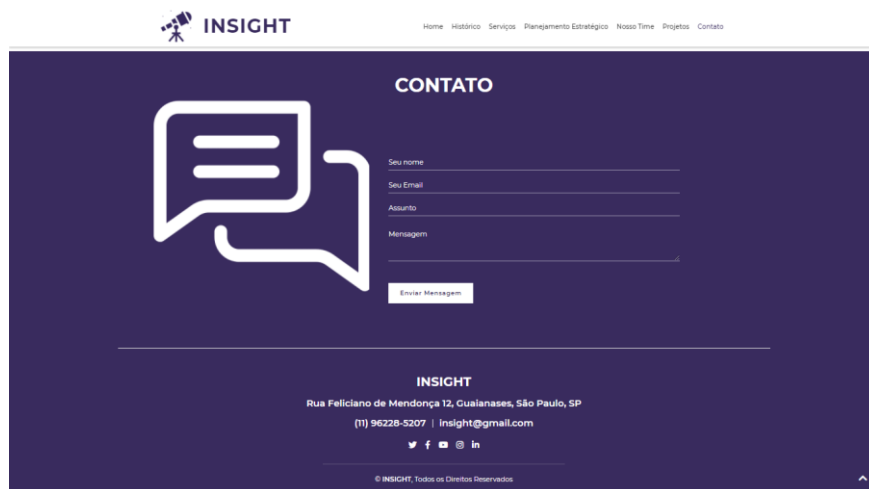 INSIGHT
Home Histórico Serviços Planejamento Estratégico Nosso Time Projetos Contato
CONTATO
Seu nome
Seu Email
Assunto
Mensagem
Enviar Mensagem
INSIGHT
Rua Feliciano de Mendonça 12, Guaianases, São Paulo, SP
(11) 96228-5207 | insight@gmail.com
© INSIGHT, Todos os Direitos Reservados